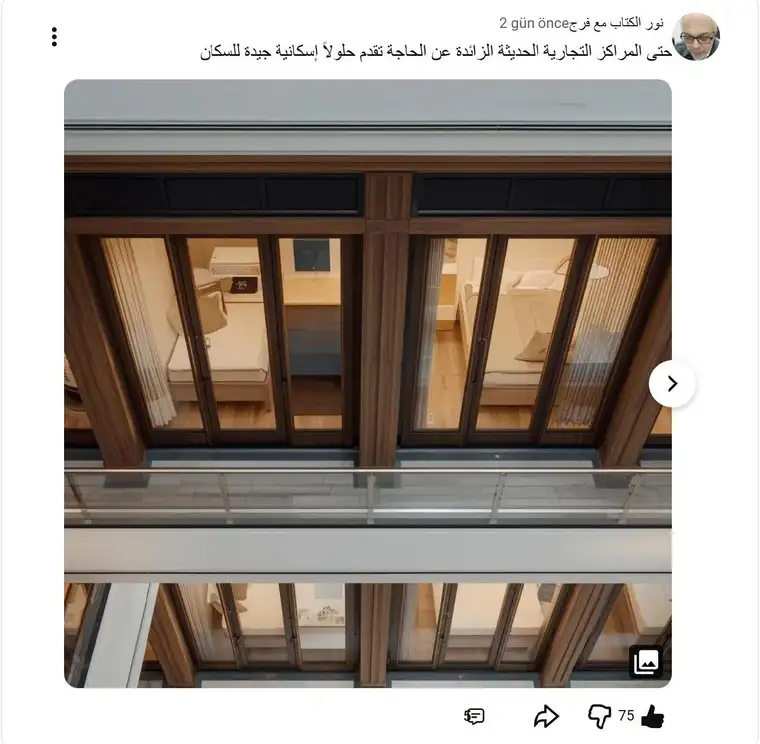 نور الكتاب مع فرج 2 gün önce
حتى المراكز التجارية الحديثة الزائدة عن الحاجة تقدم حلولاً إسكانية جيدة للسكان
75
5